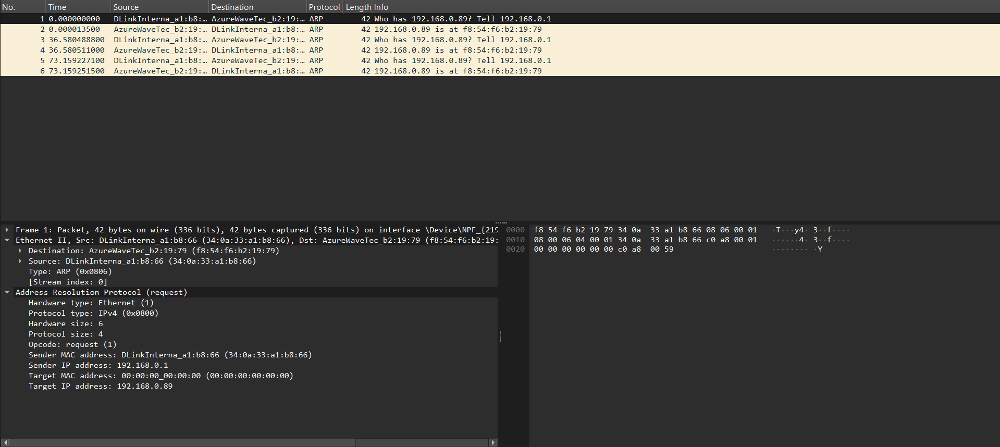 No. Time Source Destination Protocol Length Info
1 0.000000000 DLinkInterna_a1:b8:… AzureWaveTec_b2:19:… ARP 42 Who has 192.168.0.89? Tell 192.168.0.1
2 0.000013500 AzureWaveTec_b2:19:… DLinkInterna_a1:b8:… ARP 42 192.168.0.89 is at f8:54:f6:b2:19:79
3 36.580488800 DLinkInterna_a1:b8:… AzureWaveTec_b2:19:… ARP 42 Who has 192.168.0.89? Tell 192.168.0.1
4 36.580511000 AzureWaveTec_b2:19:… DLinkInterna_a1:b8:… ARP 42 192.168.0.89 is at f8:54:f6:b2:19:79
5 73.159227100 DLinkInterna_a1:b8:… AzureWaveTec_b2:19:… ARP 42 Who has 192.168.0.89? Tell 192.168.0.1
6 73.159251500 AzureWaveTec_b2:19:… DLinkInterna_a1:b8:… ARP 42 192.168.0.89 is at f8:54:f6:b2:19:79
Frame 1: Packet, 42 bytes on wire (336 bits), 42 bytes captured (336 bits) on interface \Device\NPF_{219
Ethernet II, Src: DLinkInterna_a1:b8:66 (34:0a:33:a1:b8:66), Dst: AzureWaveTec_b2:19:79 (f8:54:f6:b2:19:
Destination: AzureWaveTec_b2:19:79 (f8:54:f6:b2:19:79)
Source: DLinkInterna_a1:b8:66 (34:0a:33:a1:b8:66)
Type: ARP (0x0806)
[Stream index: 0]
Address Resolution Protocol (request)
Hardware type: Ethernet (1)
Protocol type: IPv4 (0x0800)
Hardware size: 6
Protocol size: 4
Opcode: request (1)
Sender MAC address: DLinkInterna_a1:b8:66 (34:0a:33:a1:b8:66)
Sender IP address: 192.168.0.1
Target MAC address: 00:00:00_00:00:00 (00:00:00:00:00:00)
Target IP address: 192.168.0.89
0000 f8 54 f6 b2 19 79 34 0a 33 a1 b8 66 08 06 00 01 ·T···y4· 3··f····
0010 08 00 06 04 00 01 34 0a 33 a1 b8 66 c0 a8 00 01 ······4· 3··f····
0020 00 00 00 00 00 00 c0 a8 00 59 ········ ·Y